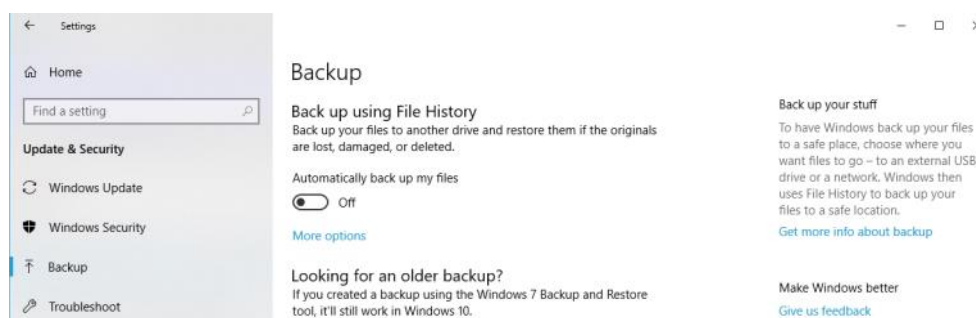 Settings
Home
Find a setting
Update & Security
Windows Update
Windows Security
Backup
Troubleshoot
Backup
Back up using File History
Back up your files to another drive and restore them if the originals
are lost, damaged, or deleted.
Automatically back up my files
Off
More options
Looking for an older backup?
If you created a backup using the Windows 7 Backup and Restore
tool, it'll still work in Windows 10.
Back up your stuff
To have Windows back up your files
to a safe place, choose where you
want files to go – to an external USB
drive or a network. Windows then
uses File History to back up your
files to a safe location.
Get more info about backup
Make Windows better
Give us feedback